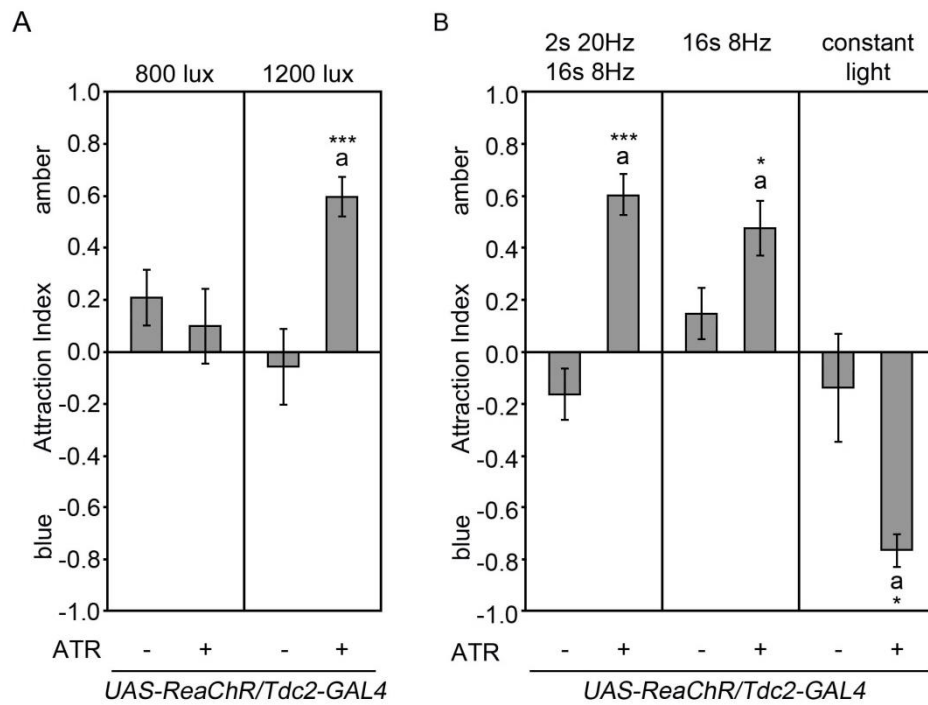 A
800 lux 1200 lux
1.0
0.8
0.6
0.4
0.2
0.0
-0.2
-0.4
-0.6
-0.8
-1.0
amber
Attraction Index
blue
***
a
ATR - + - +
UAS-ReaChR/Tdc2-GAL4
B
2s 20Hz 16s 8Hz constant
16s 8Hz light
1.0
0.8
0.6
0.4
0.2
0.0
-0.2
-0.4
-0.6
-0.8
-1.0
amber
Attraction Index
blue
***
a
*
a
a
*
ATR - + - + - +
UAS-ReaChR/Tdc2-GAL4